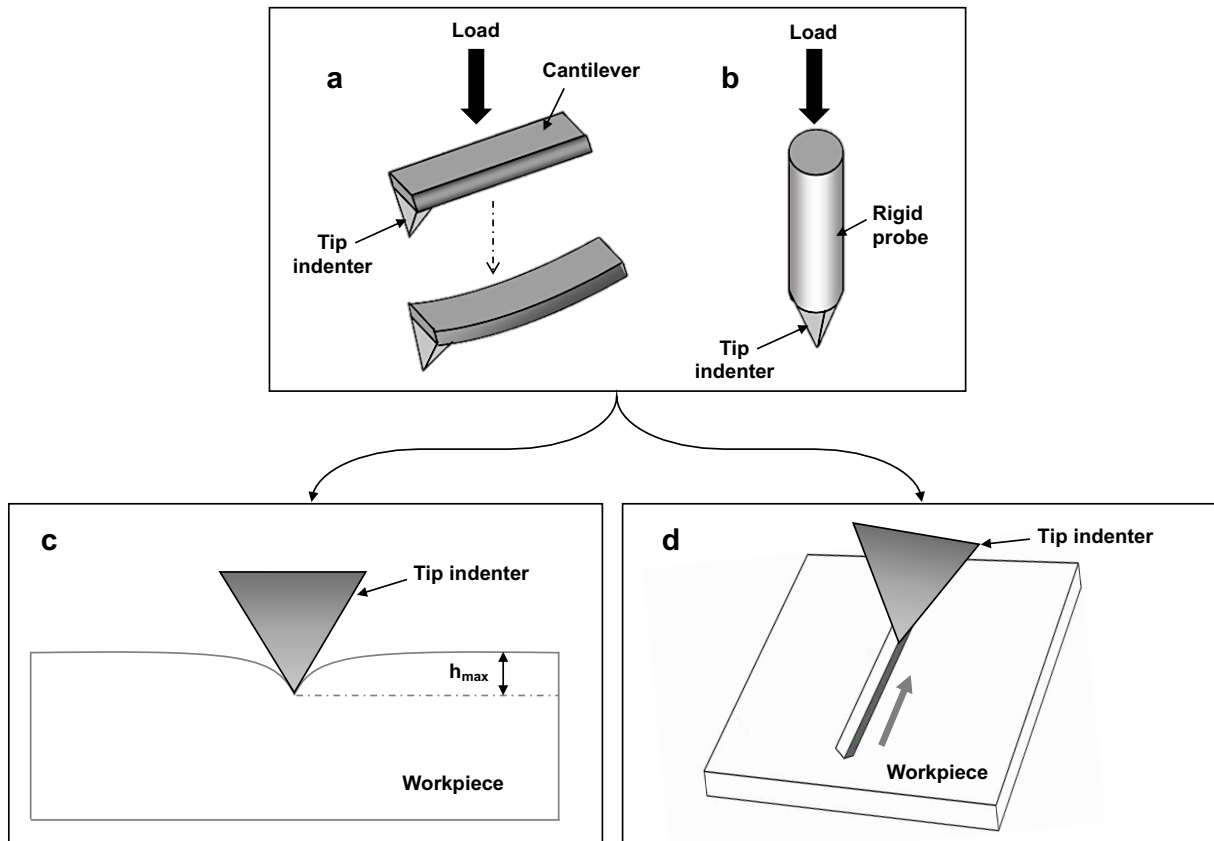 a
Load
Cantilever
Tip
indenter
b
Load
Rigid
probe
Tip
indenter
c
Tip indenter
hmax
Workpiece
d
Tip indenter
Workpiece